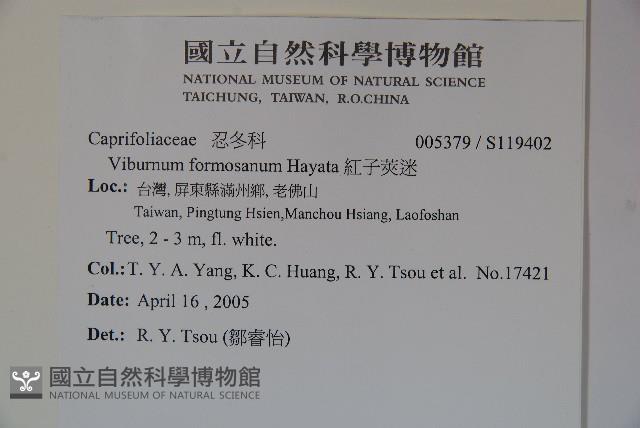 國立自然科學博物館
NATIONAL MUSEUM OF NATURAL SCIENCE
TAICHUNG, TAIWAN, R.O.CHINA
Caprifoliaceae 忍冬科 005379 / S119402
Viburnum formosanum Hayata 紅子莢迷
Loc.: 台灣, 屏東縣滿州鄉, 老佛山
Taiwan, Pingtung Hsien,Manchou Hsiang, Laofoshan
Tree, 2 - 3 m, fl. white.
Col.: T. Y. A. Yang, K. C. Huang, R. Y. Tsou et al. No.17421
Date: April 16 , 2005
Det.: R. Y. Tsou (鄒睿怡)
國立自然科學博物館
NATIONAL MUSEUM OF NATURAL SCIENCE